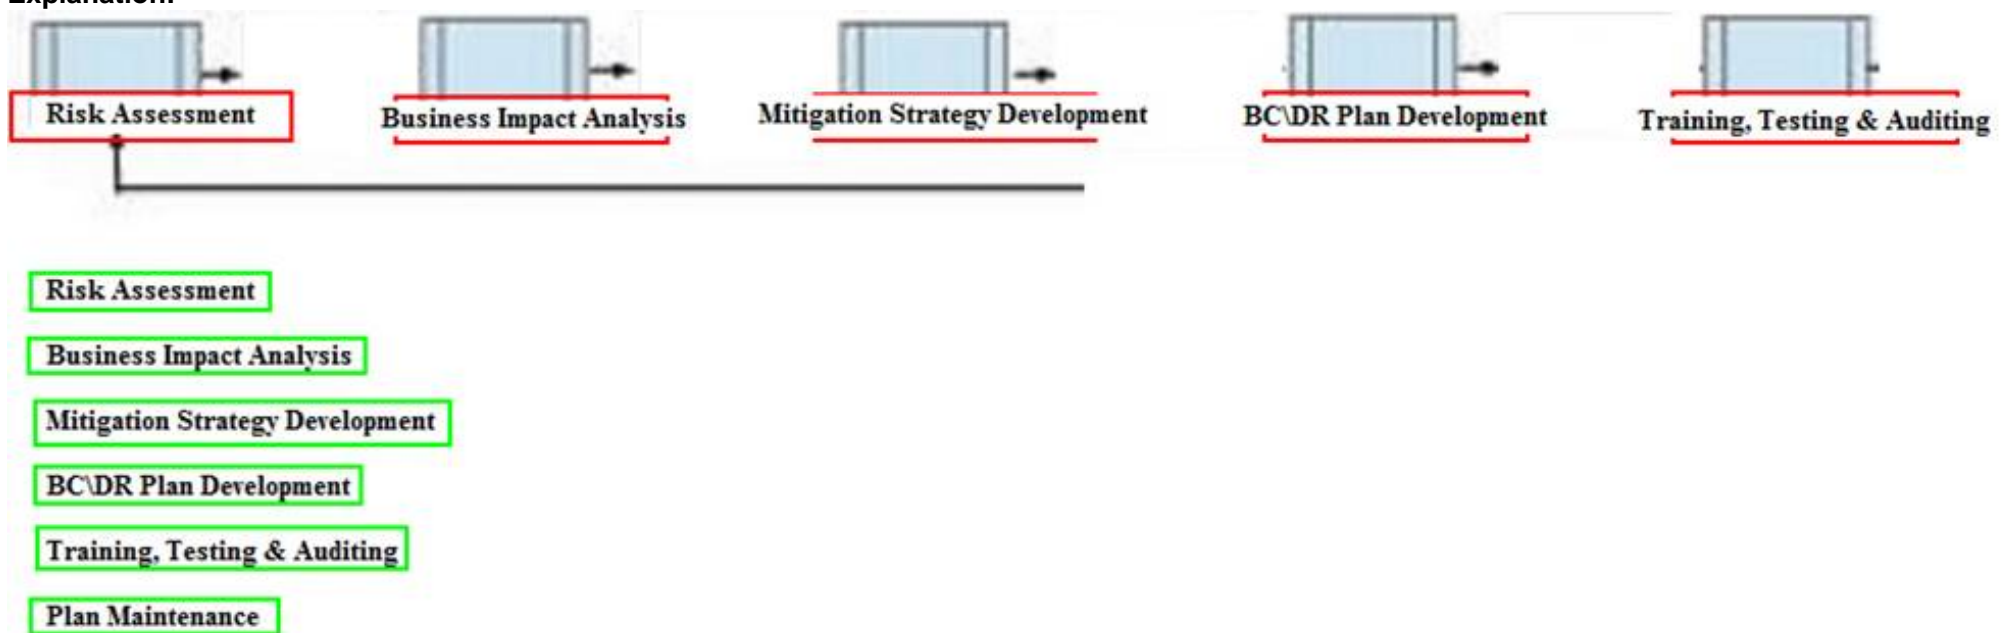 Explanation:
Risk Assessment
Business Impact Analysis
Mitigation Strategy Development
BC\DR Plan Development
Training, Testing & Auditing
Risk Assessment
Business Impact Analysis
Mitigation Strategy Development
BC\DR Plan Development
Training, Testing & Auditing
Plan Maintenance